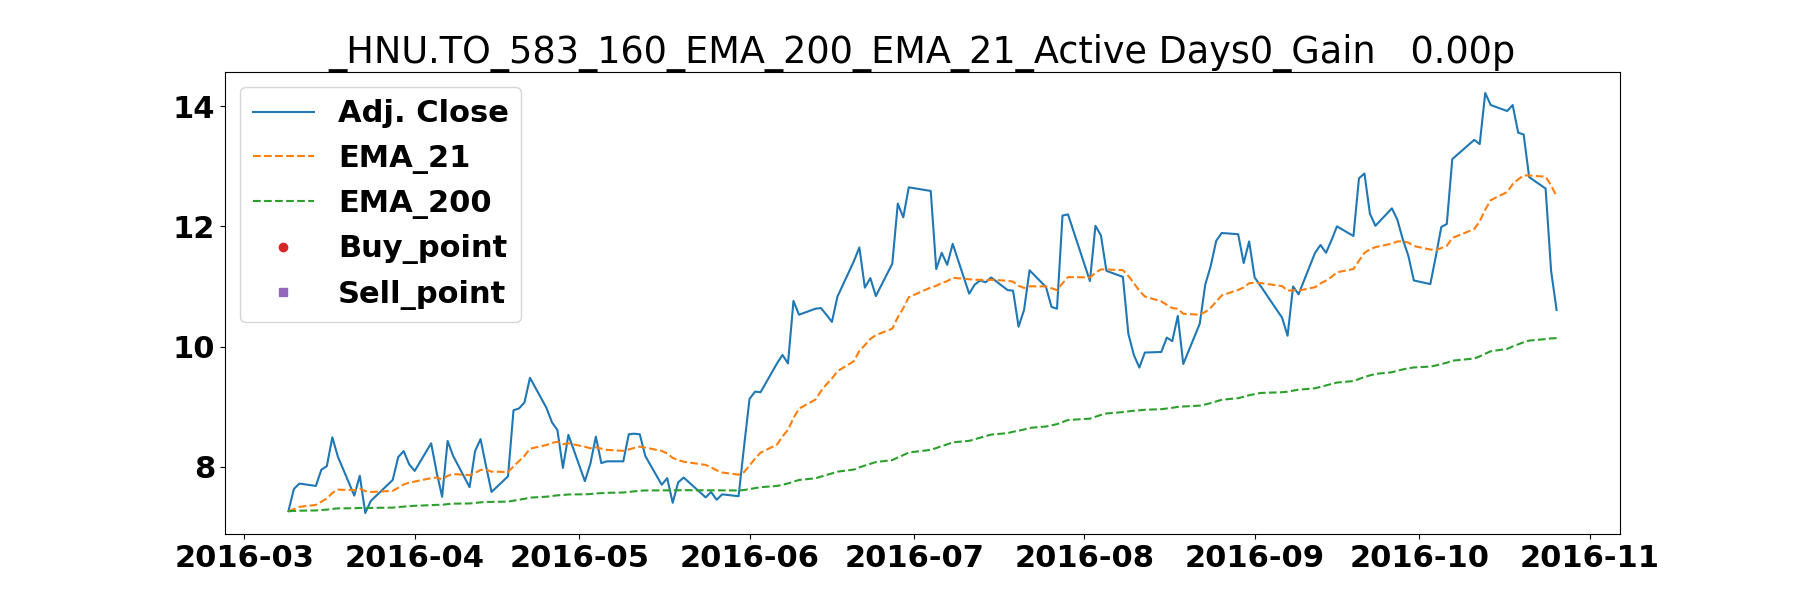 _HNU.TO_583_160_EMA_200_EMA_21_Active Days0_Gain   0.00p
14
12
10
8
Adj. Close
EMA_21
EMA_200
Buy_point
Sell_point
2016-03 2016-04 2016-05 2016-06 2016-07 2016-08 2016-09 2016-10 2016-11